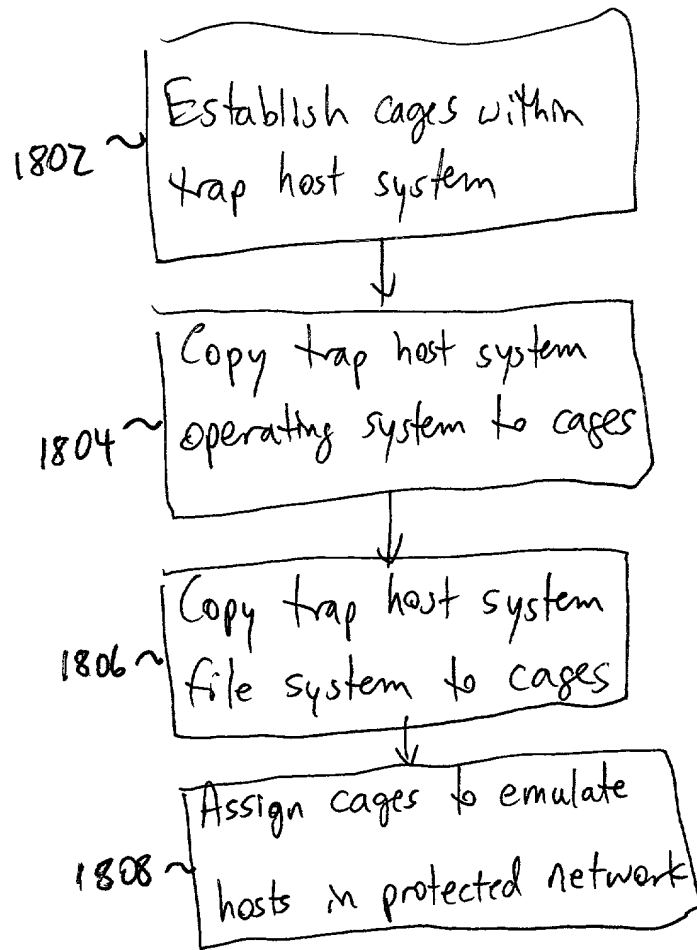 Establish cages within
1802 ~
trap host system
Copy trap host system
1804 ~ operating system to cages
Copy trap host system
1806 ~ file system to cages
Assign cages to emulate
1808 ~
hosts in protected network